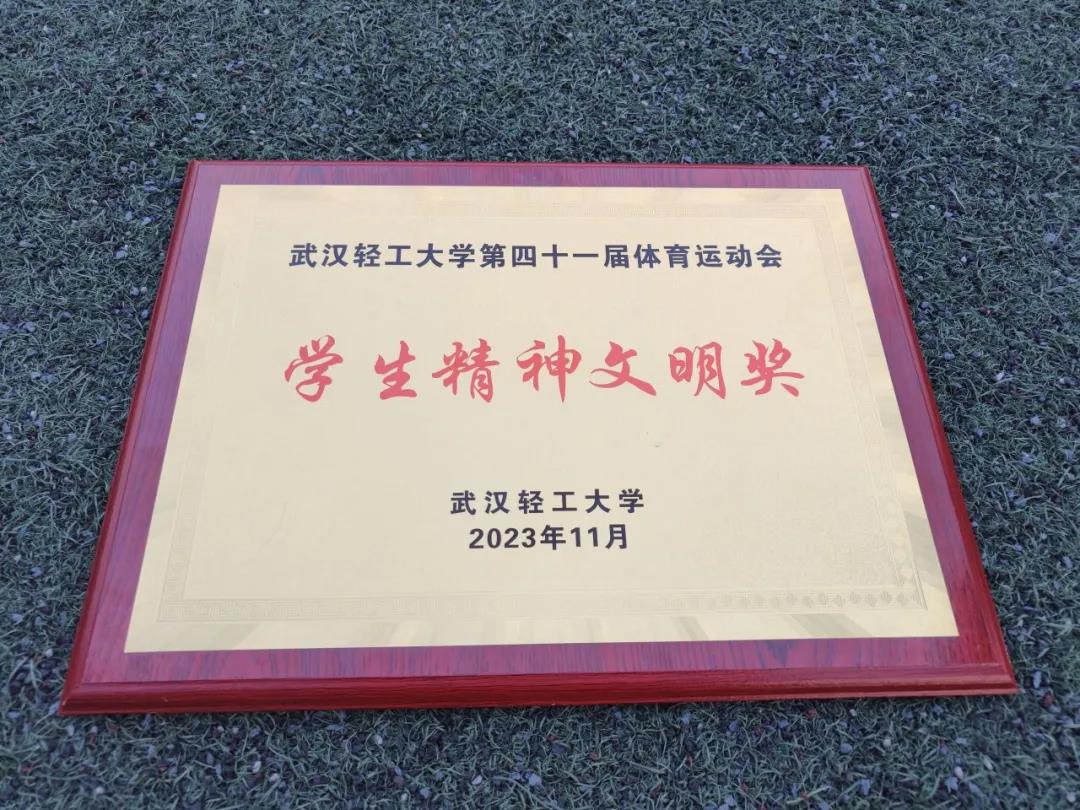 武汉轻工大学第四十一届体育运动会
学生精神文明奖
武汉轻工大学
2023年11月